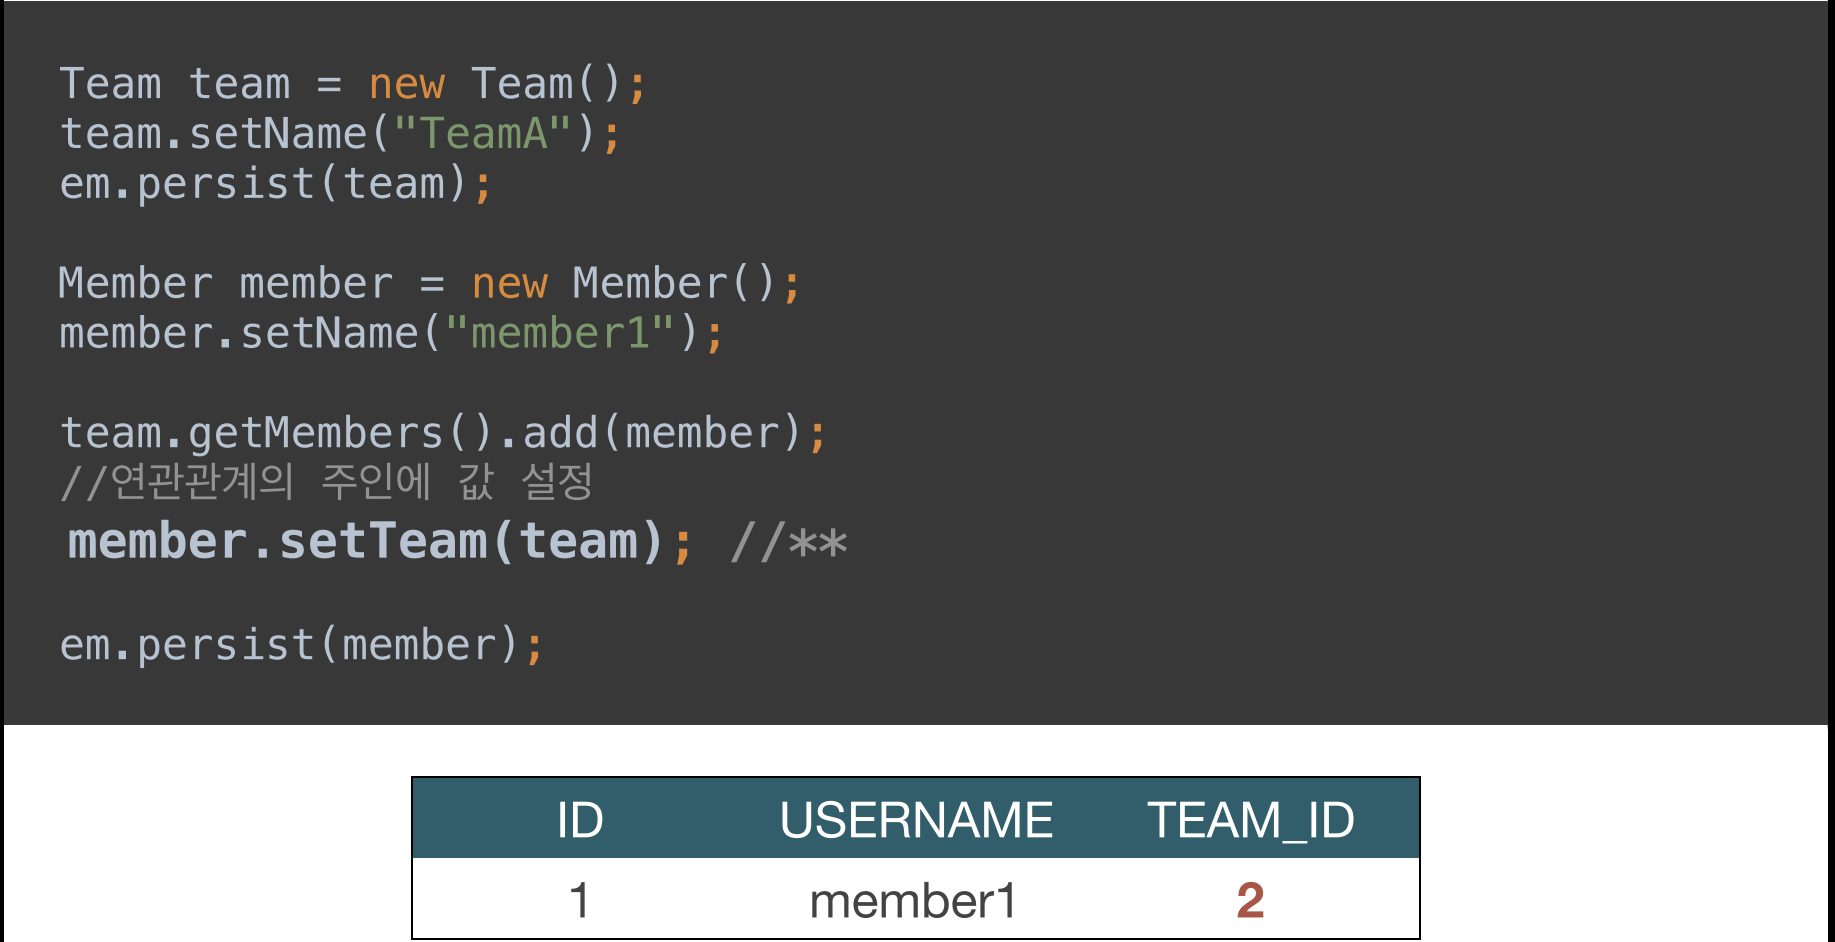 Team team = new Team();
team.setName("TeamA");
em.persist(team);
Member member = new Member();
member.setName("member1");
team.getMembers().add(member);
//연관관계의 주인에 값 설정
member.setTeam(team); //**
em.persist(member);
ID USERNAME TEAM_ID
1 member1 2